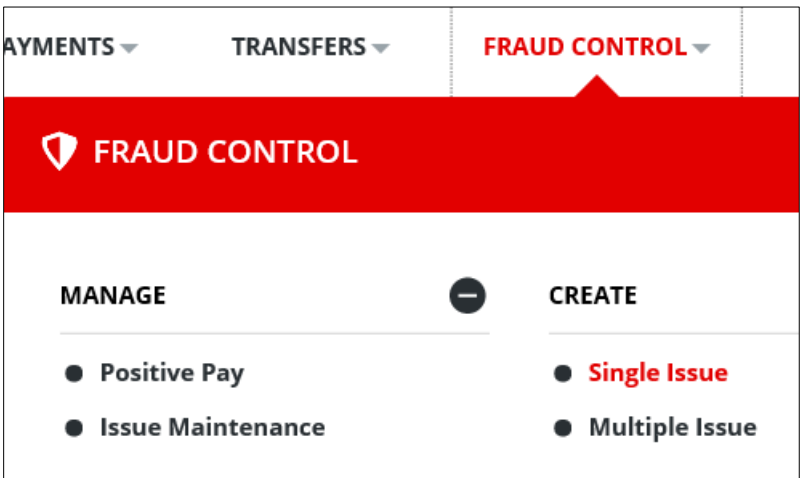 AYMENTS TRANSFERS FRAUD CONTROL
FRAUD CONTROL
MANAGE
Positive Pay
Issue Maintenance
CREATE
Single Issue
Multiple Issue